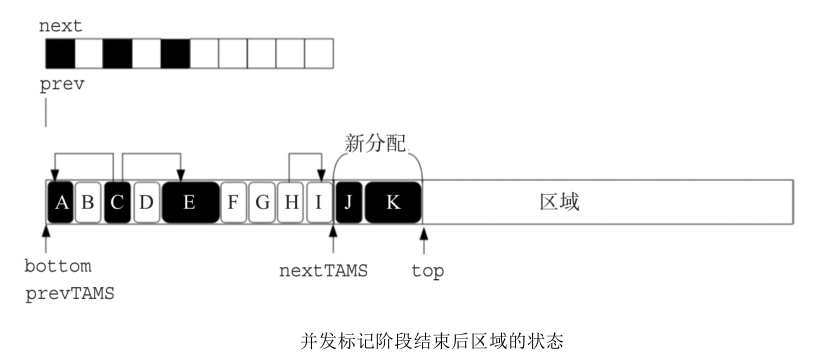 next
prev
新分配
A B C D E F G H I J K 区域
bottom nextTAMS top
prevTAMS
并发标记阶段结束后区域的状态